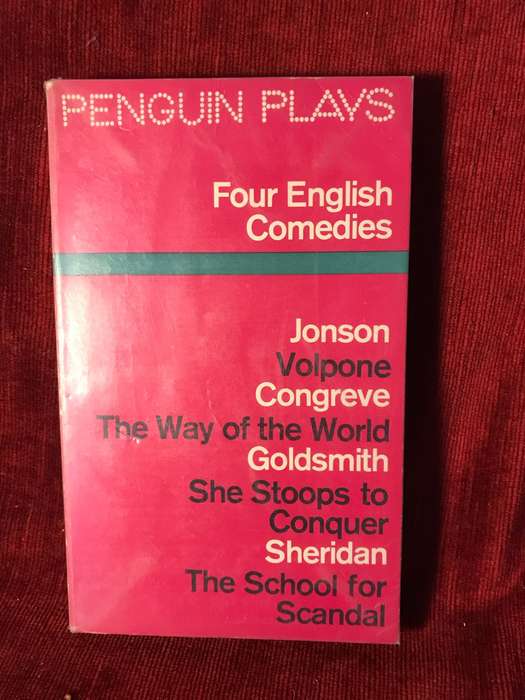 PENGUIN PLAYS
Four English
Comedies
Jonson
Volpone
Congreve
The Way of the World
Goldsmith
She Stoops to
Conquer
Sheridan
The School for
Scandal